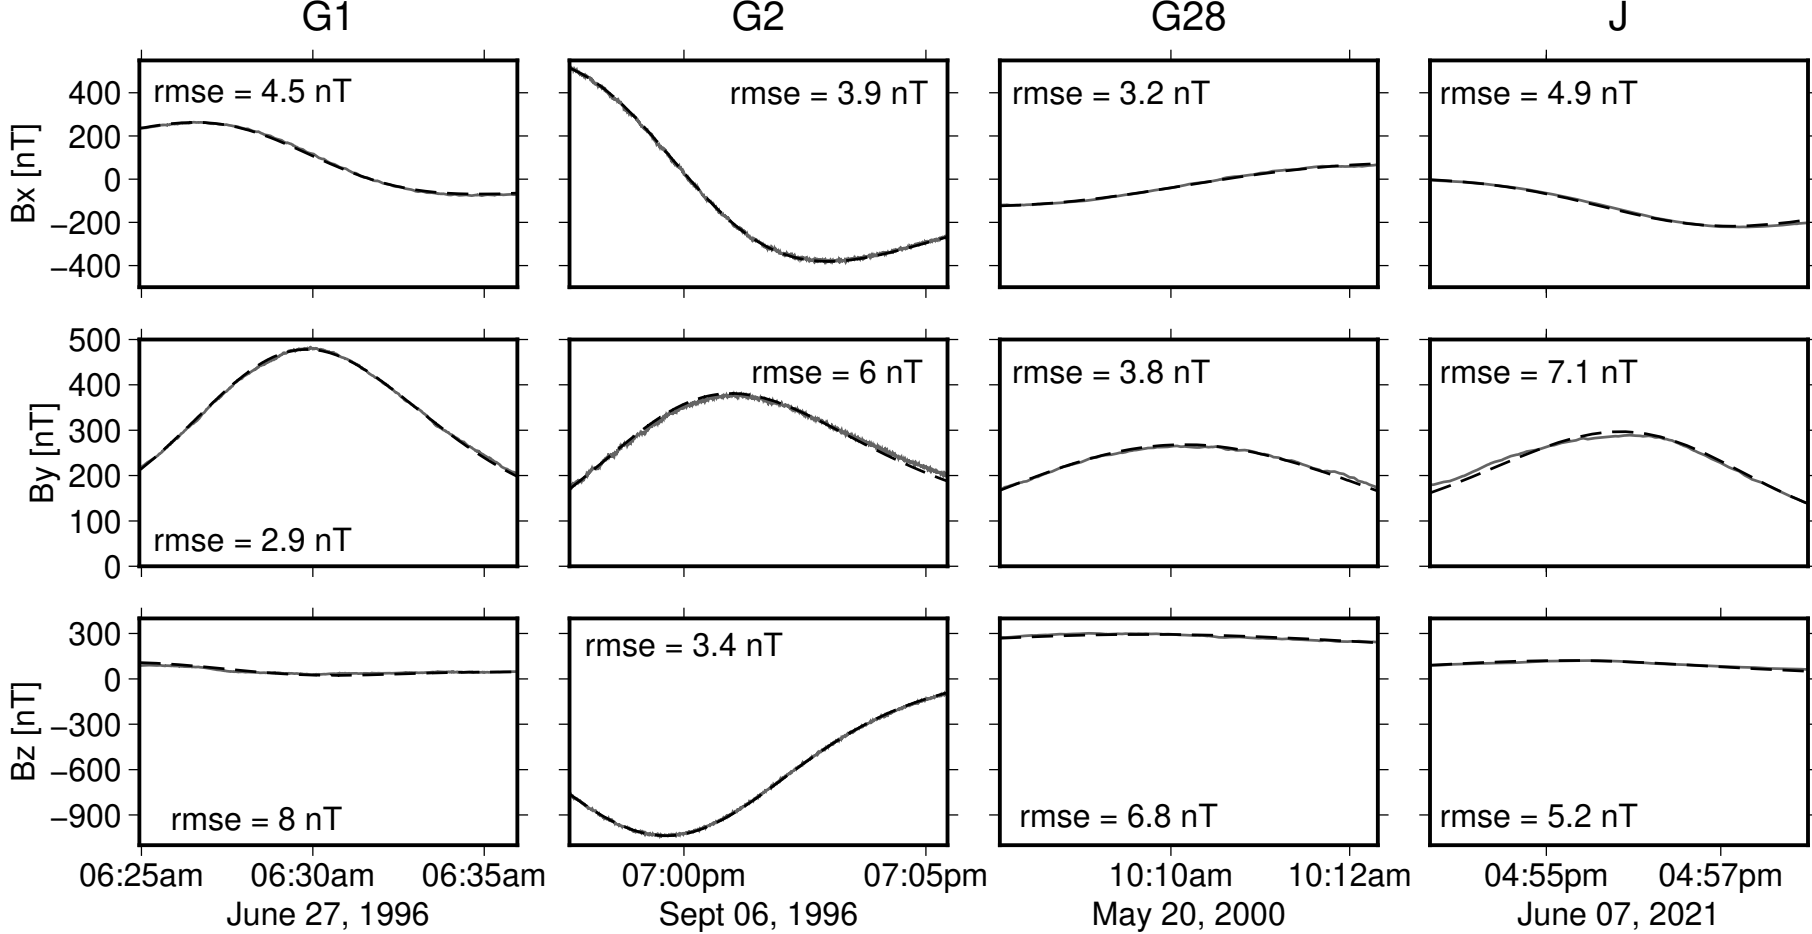 G1 G2 G28 J
400
200
0
−200
−400
Bx [nT]
rmse = 4.5 nT
rmse = 3.9 nT
rmse = 3.2 nT
rmse = 4.9 nT
500
400
300
200
100
0
By [nT]
rmse = 2.9 nT
rmse = 6 nT
rmse = 3.8 nT
rmse = 7.1 nT
300
0
−300
−600
−900
Bz [nT]
rmse = 8 nT
rmse = 3.4 nT
rmse = 6.8 nT
rmse = 5.2 nT
06:25am 06:30am 06:35am 07:00pm 07:05pm 10:10am 10:12am 04:55pm 04:57pm
June 27, 1996 Sept 06, 1996 May 20, 2000 June 07, 2021